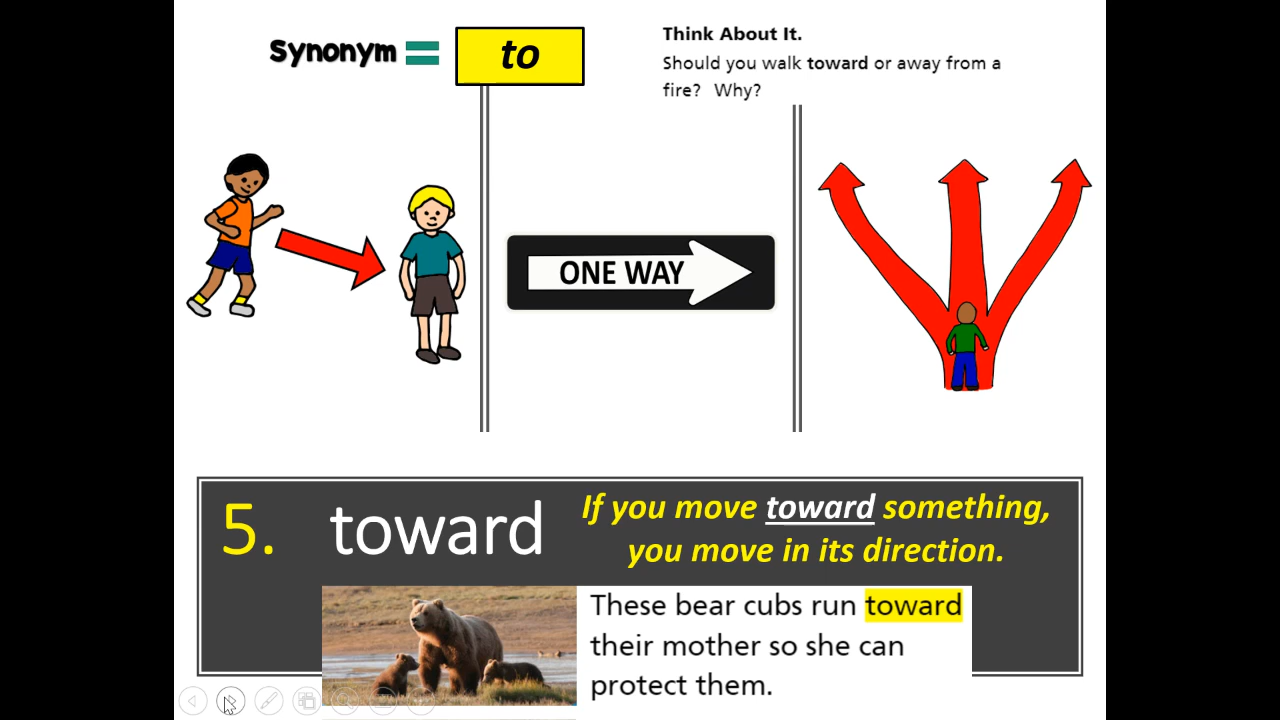 Synonym = to
Think About It.
Should you walk toward or away from a
fire? Why?
ONE WAY
5. toward
If you move toward something,
you move in its direction.
These bear cubs run toward
their mother so she can
protect them.